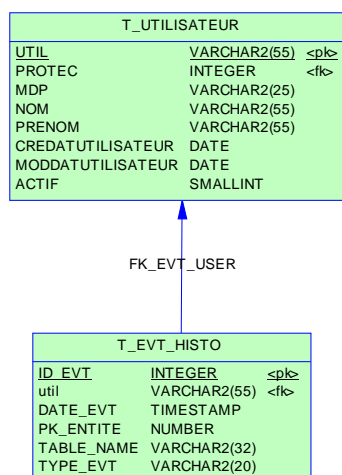 T_UTILISATEUR
UTIL VARCHAR2(55) <pk>
PROTEC INTEGER <fk>
MDP VARCHAR2(25)
NOM VARCHAR2(55)
PRENOM VARCHAR2(55)
CREDATUTILISATEUR DATE
MODDATUTILISATEUR DATE
ACTIF SMALLINT
FK_EVT_USER
T_EVT_HISTO
ID_EVT INTEGER <pk>
util VARCHAR2(55) <fk>
DATE_EVT TIMESTAMP
PK_ENTITE NUMBER
TABLE_NAME VARCHAR2(32)
TYPE_EVT VARCHAR2(20)